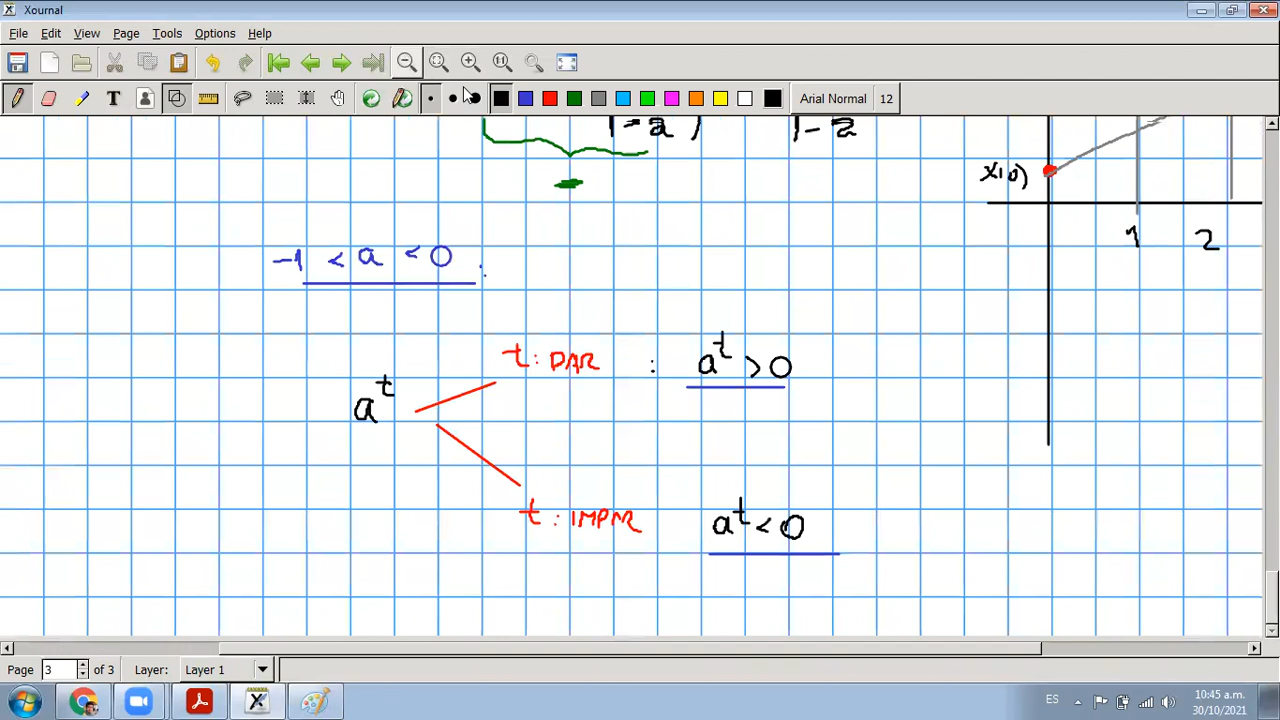 Xournal
File Edit View Page Tools Options Help
Arial Normal 12
1-a ) 1-a
x(0)
1 2
-1 < a < 0 .
t: PAR : a^t > 0
a^t
t: IMPAR a^t < 0
Page 3 of 3 Layer: Layer 1
ES 10:45 a.m.
30/10/2021